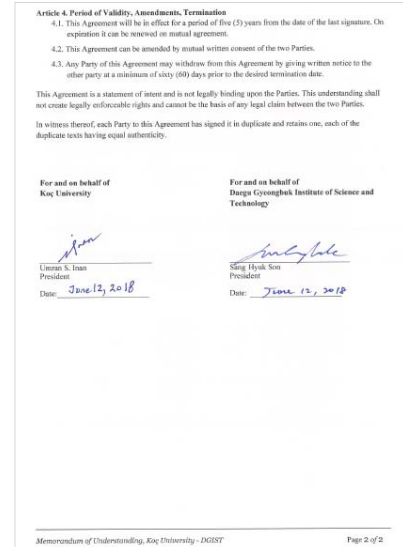 Article 4. Period of Validity, Amendments, Termination
4.1. This Agreement will be in effect for a period of five (5) years from the date of the last signature. On
expiration it can be renewed on mutual agreement.
4.2. This Agreement can be amended by mutual written consent of the two Parties.
4.3. Any Party of this Agreement may withdraw from this Agreement by giving written notice to the
other party at a minimum of sixty (60) days prior to the desired termination date.
This Agreement is a statement of intent and is not legally binding upon the Parties. This understanding shall
not create legally enforceable rights and cannot be the basis of any legal claim between the two Parties.
In witness thereof, each Party to this Agreement has signed it in duplicate and retains one, each of the
duplicate texts having equal authenticity.
For and on behalf of
Koç University
For and on behalf of
Daegu Gyeongbuk Institute of Science and
Technology
Umran S. Inan
President
Date: June 12, 2018
Sang Hyuk Son
President
Date: June 12, 2018
Memorandum of Understanding, Koç University - DGIST
Page 2 of 2